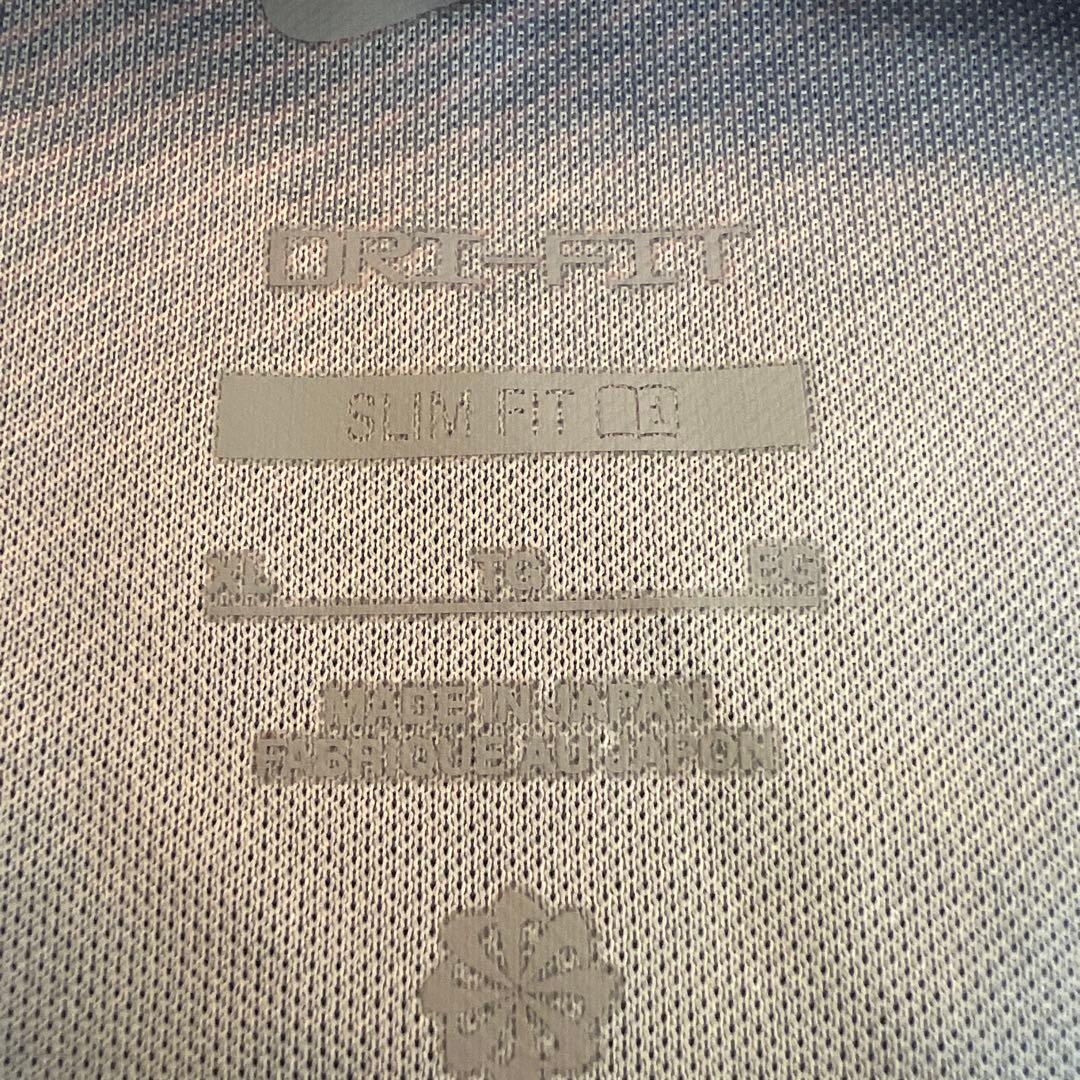 DRI-FIT
SLIM FIT
XL TG EG
MADE IN JAPAN
FABRIQUE AU JAPON